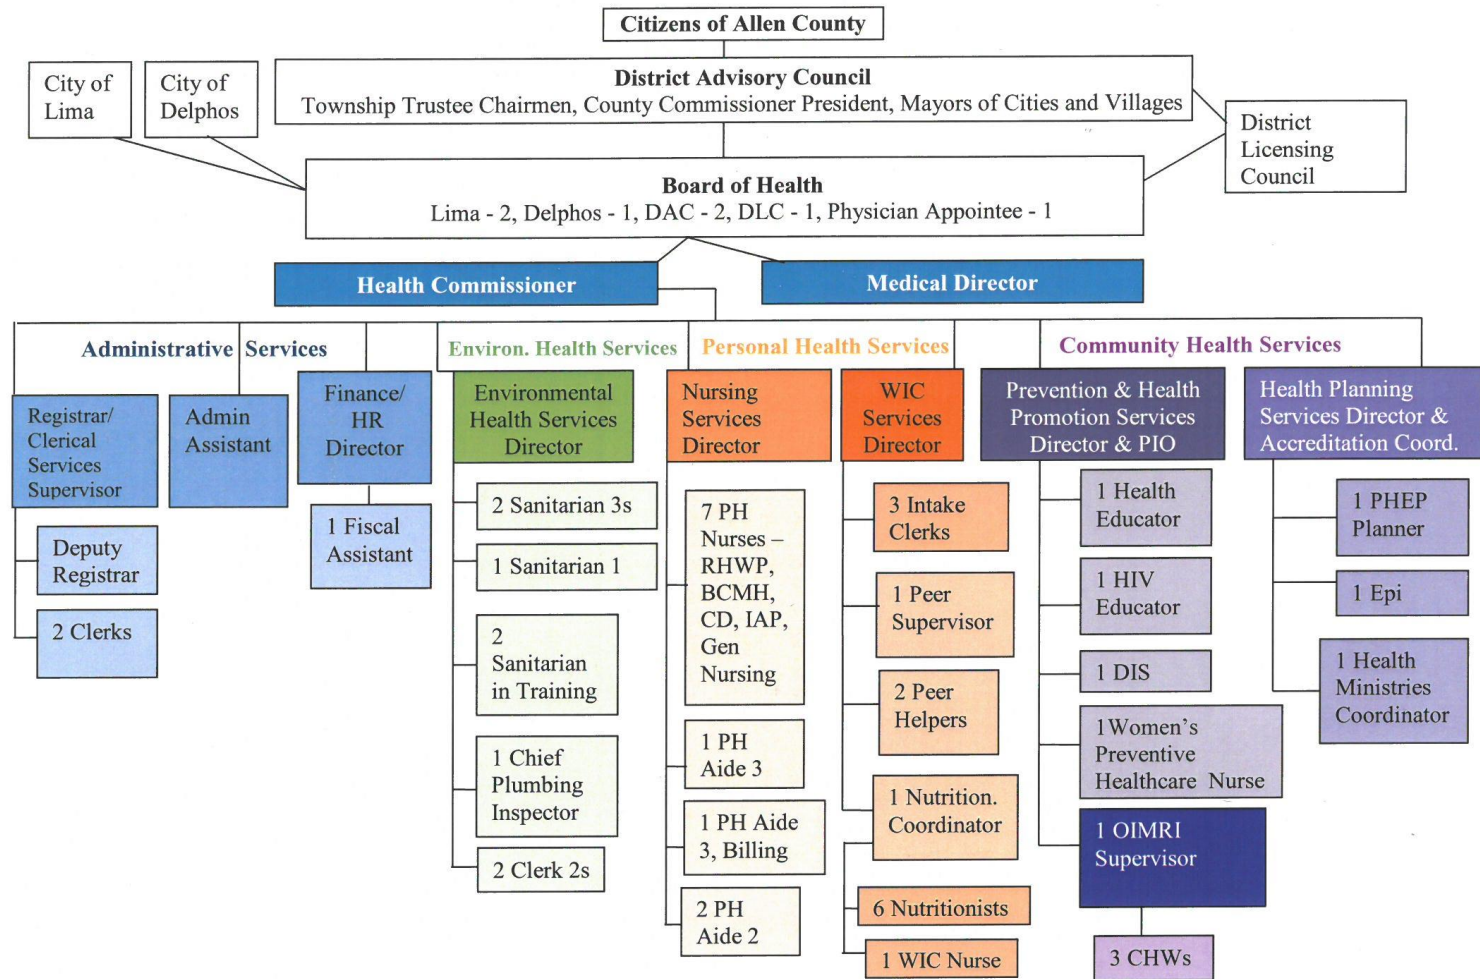 Citizens of Allen County
City of
Lima
City of
Delphos
District Advisory Council
Township Trustee Chairmen, County Commissioner President, Mayors of Cities and Villages
District
Licensing
Council
Board of Health
Lima - 2, Delphos - 1, DAC - 2, DLC - 1, Physician Appointee - 1
Health Commissioner
Medical Director
Administrative Services
Environ. Health Services
Personal Health Services
Community Health Services
Registrar/
Clerical
Services
Supervisor
Deputy
Registrar
2 Clerks
Admin
Assistant
Finance/
HR
Director
1 Fiscal
Assistant
Environmental
Health Services
Director
2 Sanitarian 3s
1 Sanitarian 1
2
Sanitarian
in Training
1 Chief
Plumbing
Inspector
2 Clerk 2s
Nursing
Services
Director
7 PH
Nurses –
RHWP,
BCMH,
CD, IAP,
Gen
Nursing
1 PH
Aide 3
1 PH Aide
3, Billing
2 PH
Aide 2
WIC
Services
Director
3 Intake
Clerks
1 Peer
Supervisor
2 Peer
Helpers
1 Nutrition.
Coordinator
6 Nutritionists
1 WIC Nurse
Prevention & Health
Promotion Services
Director & PIO
1 Health
Educator
1 HIV
Educator
1 DIS
1Women's
Preventive
Healthcare Nurse
1 OIMRI
Supervisor
3 CHWs
Health Planning
Services Director &
Accreditation Coord.
1 PHEP
Planner
1 Epi
1 Health
Ministries
Coordinator